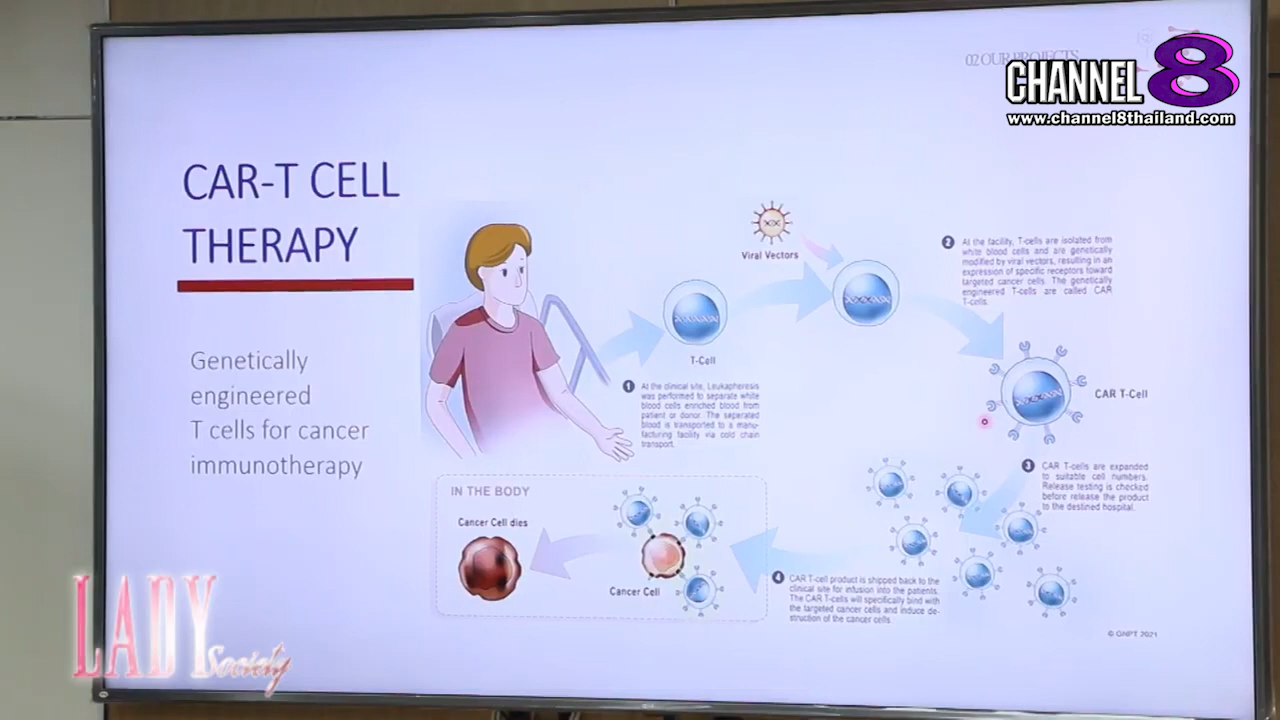 02 OUR PROJECTS
CHANNEL 8
www.channel8thailand.com
CAR-T CELL
THERAPY
Genetically
engineered
T cells for cancer
immunotherapy
Viral Vectors
T-Cell
1 At the clinical site, Leukapheresis
was performed to separate white
blood cells enriched blood from
patient or donor. The seperated
blood is transported to a manu-
facturing facility via cold chain
transport.
2 At the facility, T-cells are isolated from
white blood cells and are genetically
modified by viral vectors, resulting in an
expression of specific receptors toward
targeted cancer cells. The genetically
engineered T-cells are called CAR
T-cells.
CAR T-Cell
3 CAR T-cells are expanded
to suitable cell numbers.
Release testing is checked
before release the product
to the destined hospital.
4 CAR T-cell product is shipped back to the
clinical site for infusion into the patients.
The CAR T-cells will specifically bind with
the targeted cancer cells and induce de-
struction of the cancer cells.
IN THE BODY
Cancer Cell dies
Cancer Cell
© GNPT 2021
LADY
Society